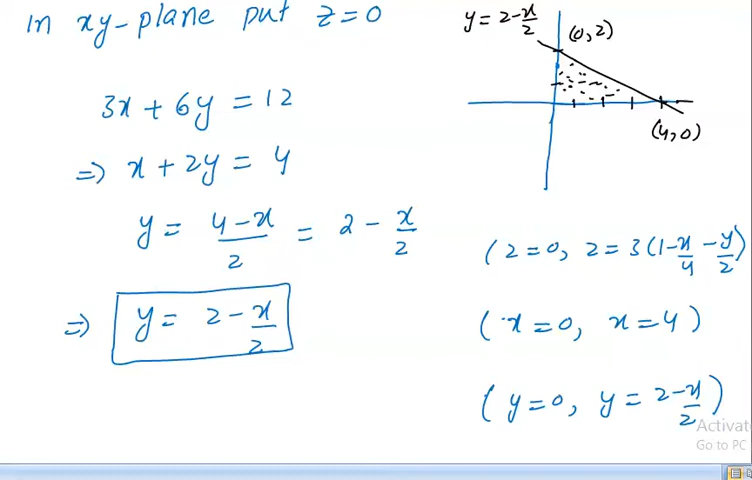 In xy-plane put z=0
y = 2-x/2
(0,2)
3x + 6y = 12
(4,0)
=> x + 2y = 4
y = (4-x)/2 = 2 - x/2
(z=0, z=3(1-x/4-y/2)
=> y = 2-x/2
(x=0, x=4)
(y=0, y=2-x/2)
Activat
Go to PC